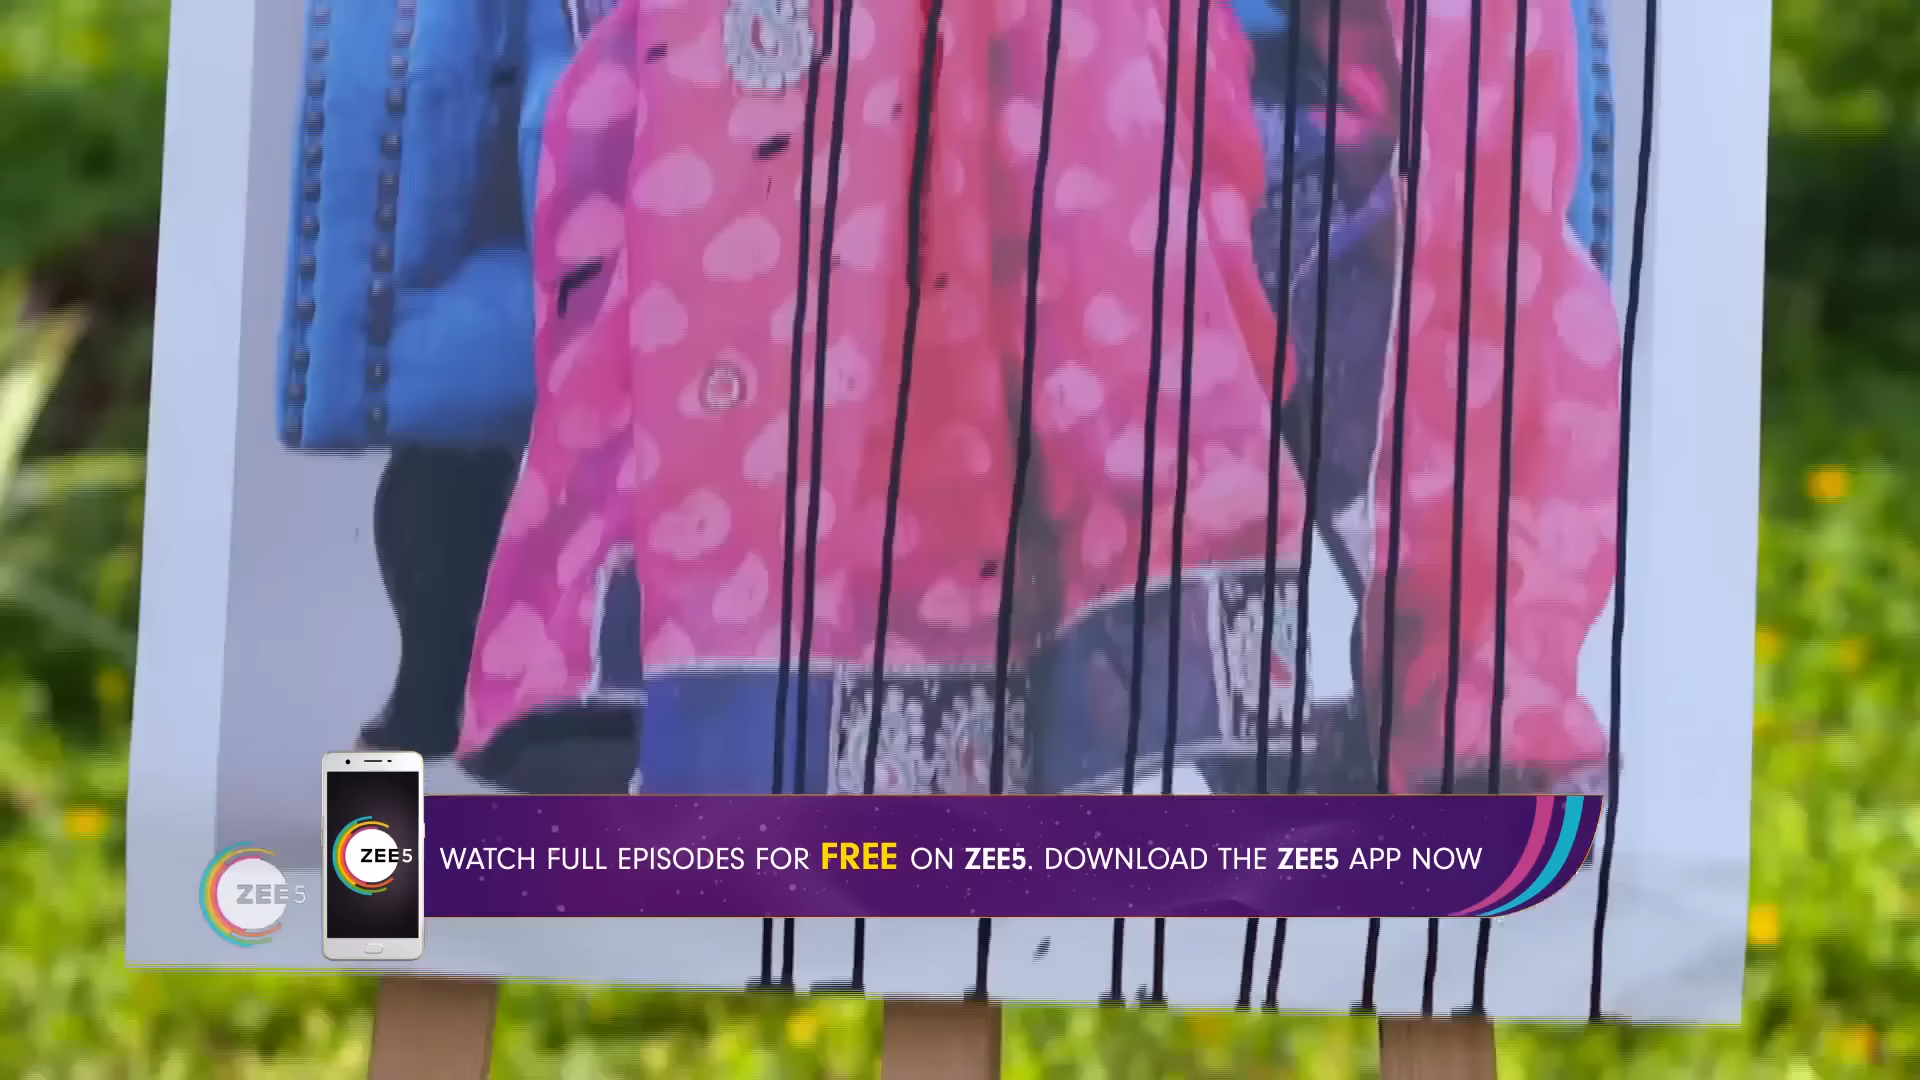 ZEE5
ZEE5
WATCH FULL EPISODES FOR FREE ON ZEE5. DOWNLOAD THE ZEE5 APP NOW